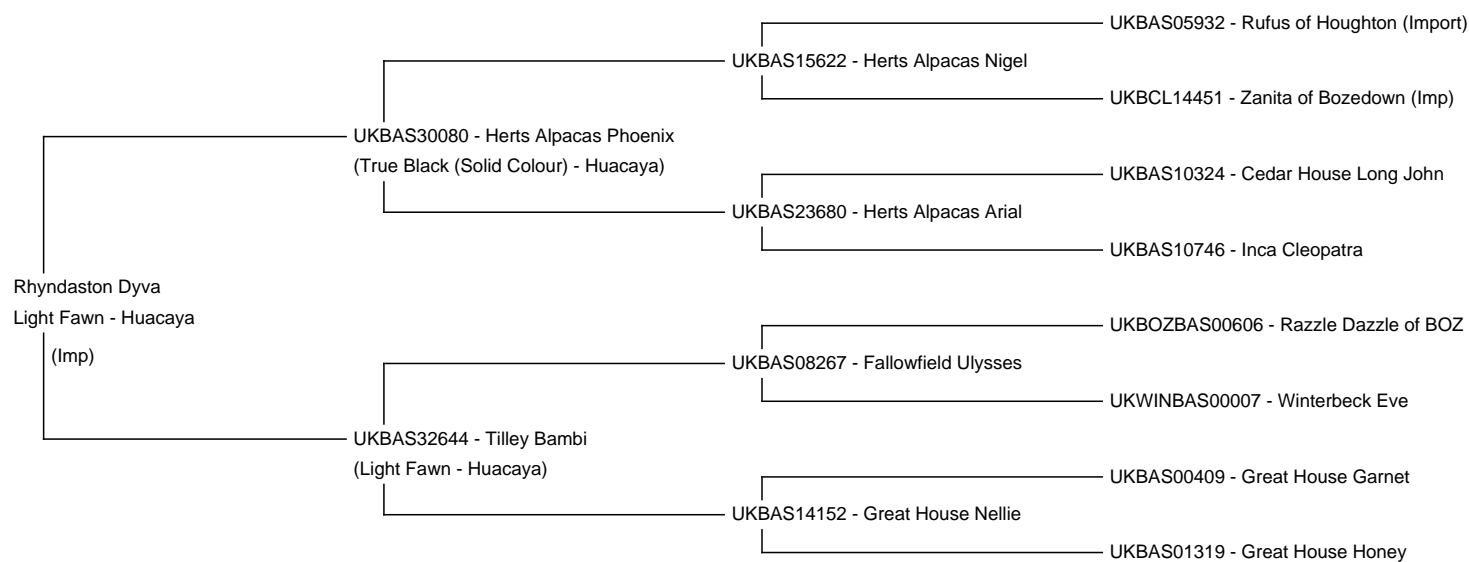 UKBAS05932 - Rufus of Houghton (Import)
UKBAS15622 - Herts Alpacas Nigel
UKBCL14451 - Zanita of Bozedown (Imp)
UKBAS30080 - Herts Alpacas Phoenix
(True Black (Solid Colour) - Huacaya)
UKBAS10324 - Cedar House Long John
UKBAS23680 - Herts Alpacas Arial
UKBAS10746 - Inca Cleopatra
Rhyndaston Dyva
Light Fawn - Huacaya
(Imp)
UKBOZBAS00606 - Razzle Dazzle of BOZ
UKBAS08267 - Fallowfield Ulysses
UKWINBAS00007 - Winterbeck Eve
UKBAS32644 - Tilley Bambi
(Light Fawn - Huacaya)
UKBAS00409 - Great House Garnet
UKBAS14152 - Great House Nellie
UKBAS01319 - Great House Honey